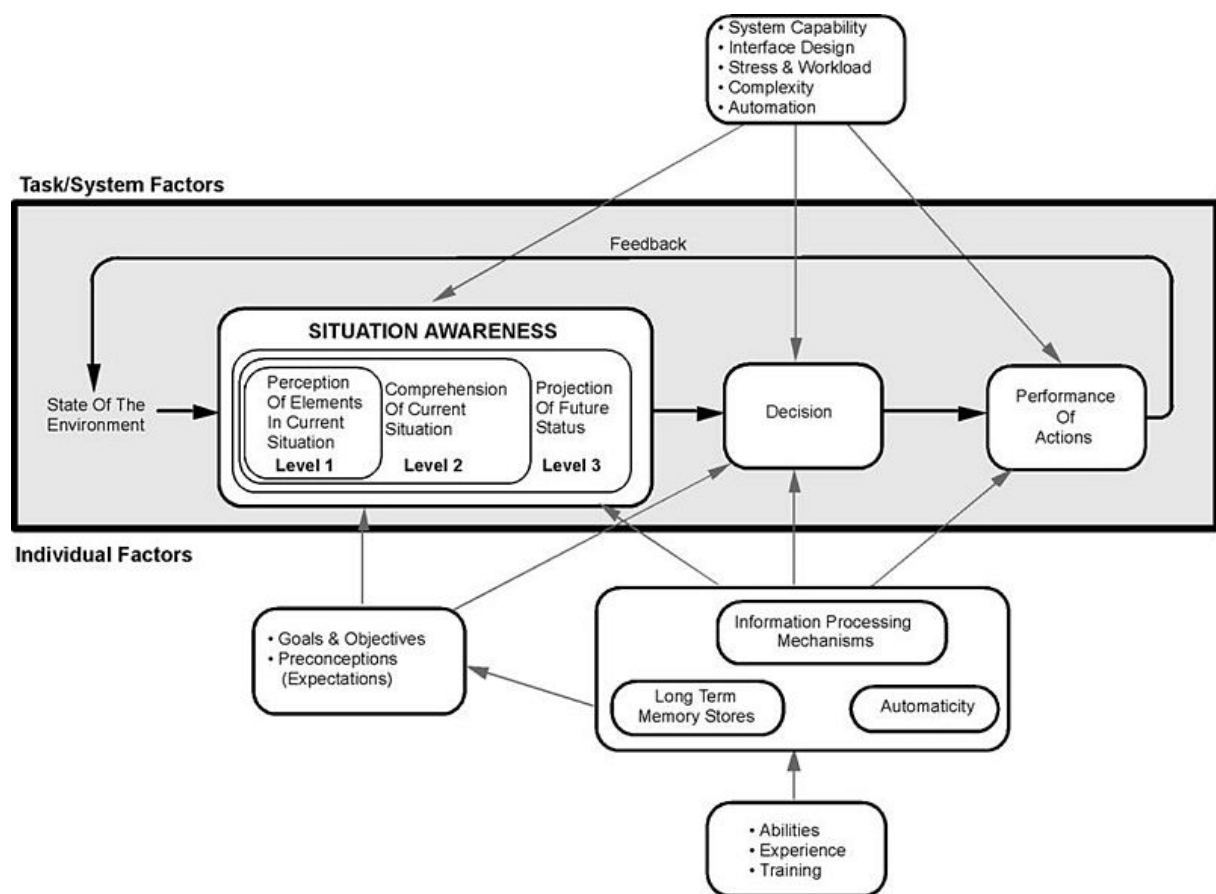 • System Capability
• Interface Design
• Stress & Workload
• Complexity
• Automation
Task/System Factors
Feedback
SITUATION AWARENESS
Perception
Of Elements
In Current
Situation
Level 1
Comprehension
Of Current
Situation
Level 2
Projection
Of Future
Status
Level 3
State Of The
Environment
Decision
Performance
Of
Actions
Individual Factors
• Goals & Objectives
• Preconceptions
(Expectations)
Information Processing
Mechanisms
Long Term
Memory Stores
Automaticity
• Abilities
• Experience
• Training